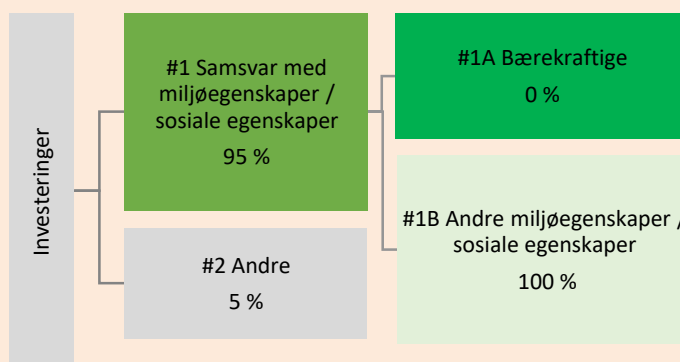 Investeringer
#1 Samsvar med
miljøegenskaper /
sosiale egenskaper
95 %
#2 Andre
5 %
#1A Bærekraftige
0 %
#1B Andre miljøegenskaper /
sosiale egenskaper
100 %